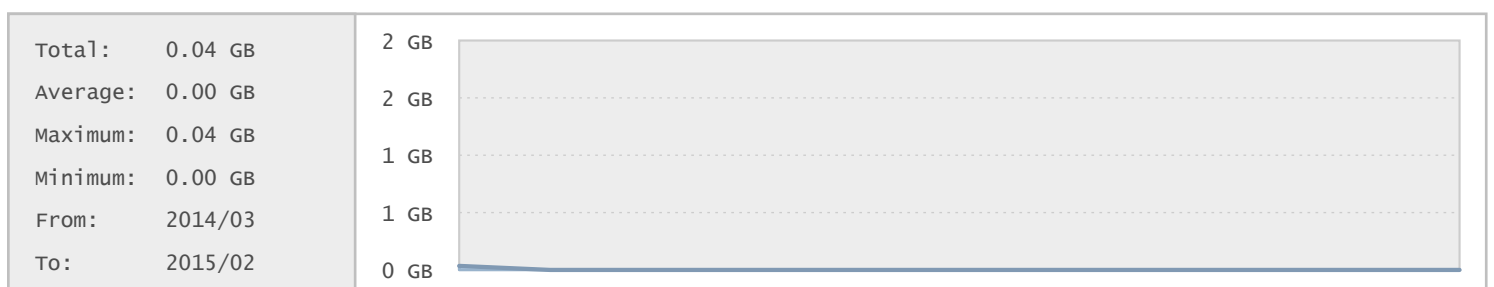 Total: 0.04 GB
Average: 0.00 GB
Maximum: 0.04 GB
Minimum: 0.00 GB
From: 2014/03
To: 2015/02
2 GB
2 GB
1 GB
1 GB
0 GB